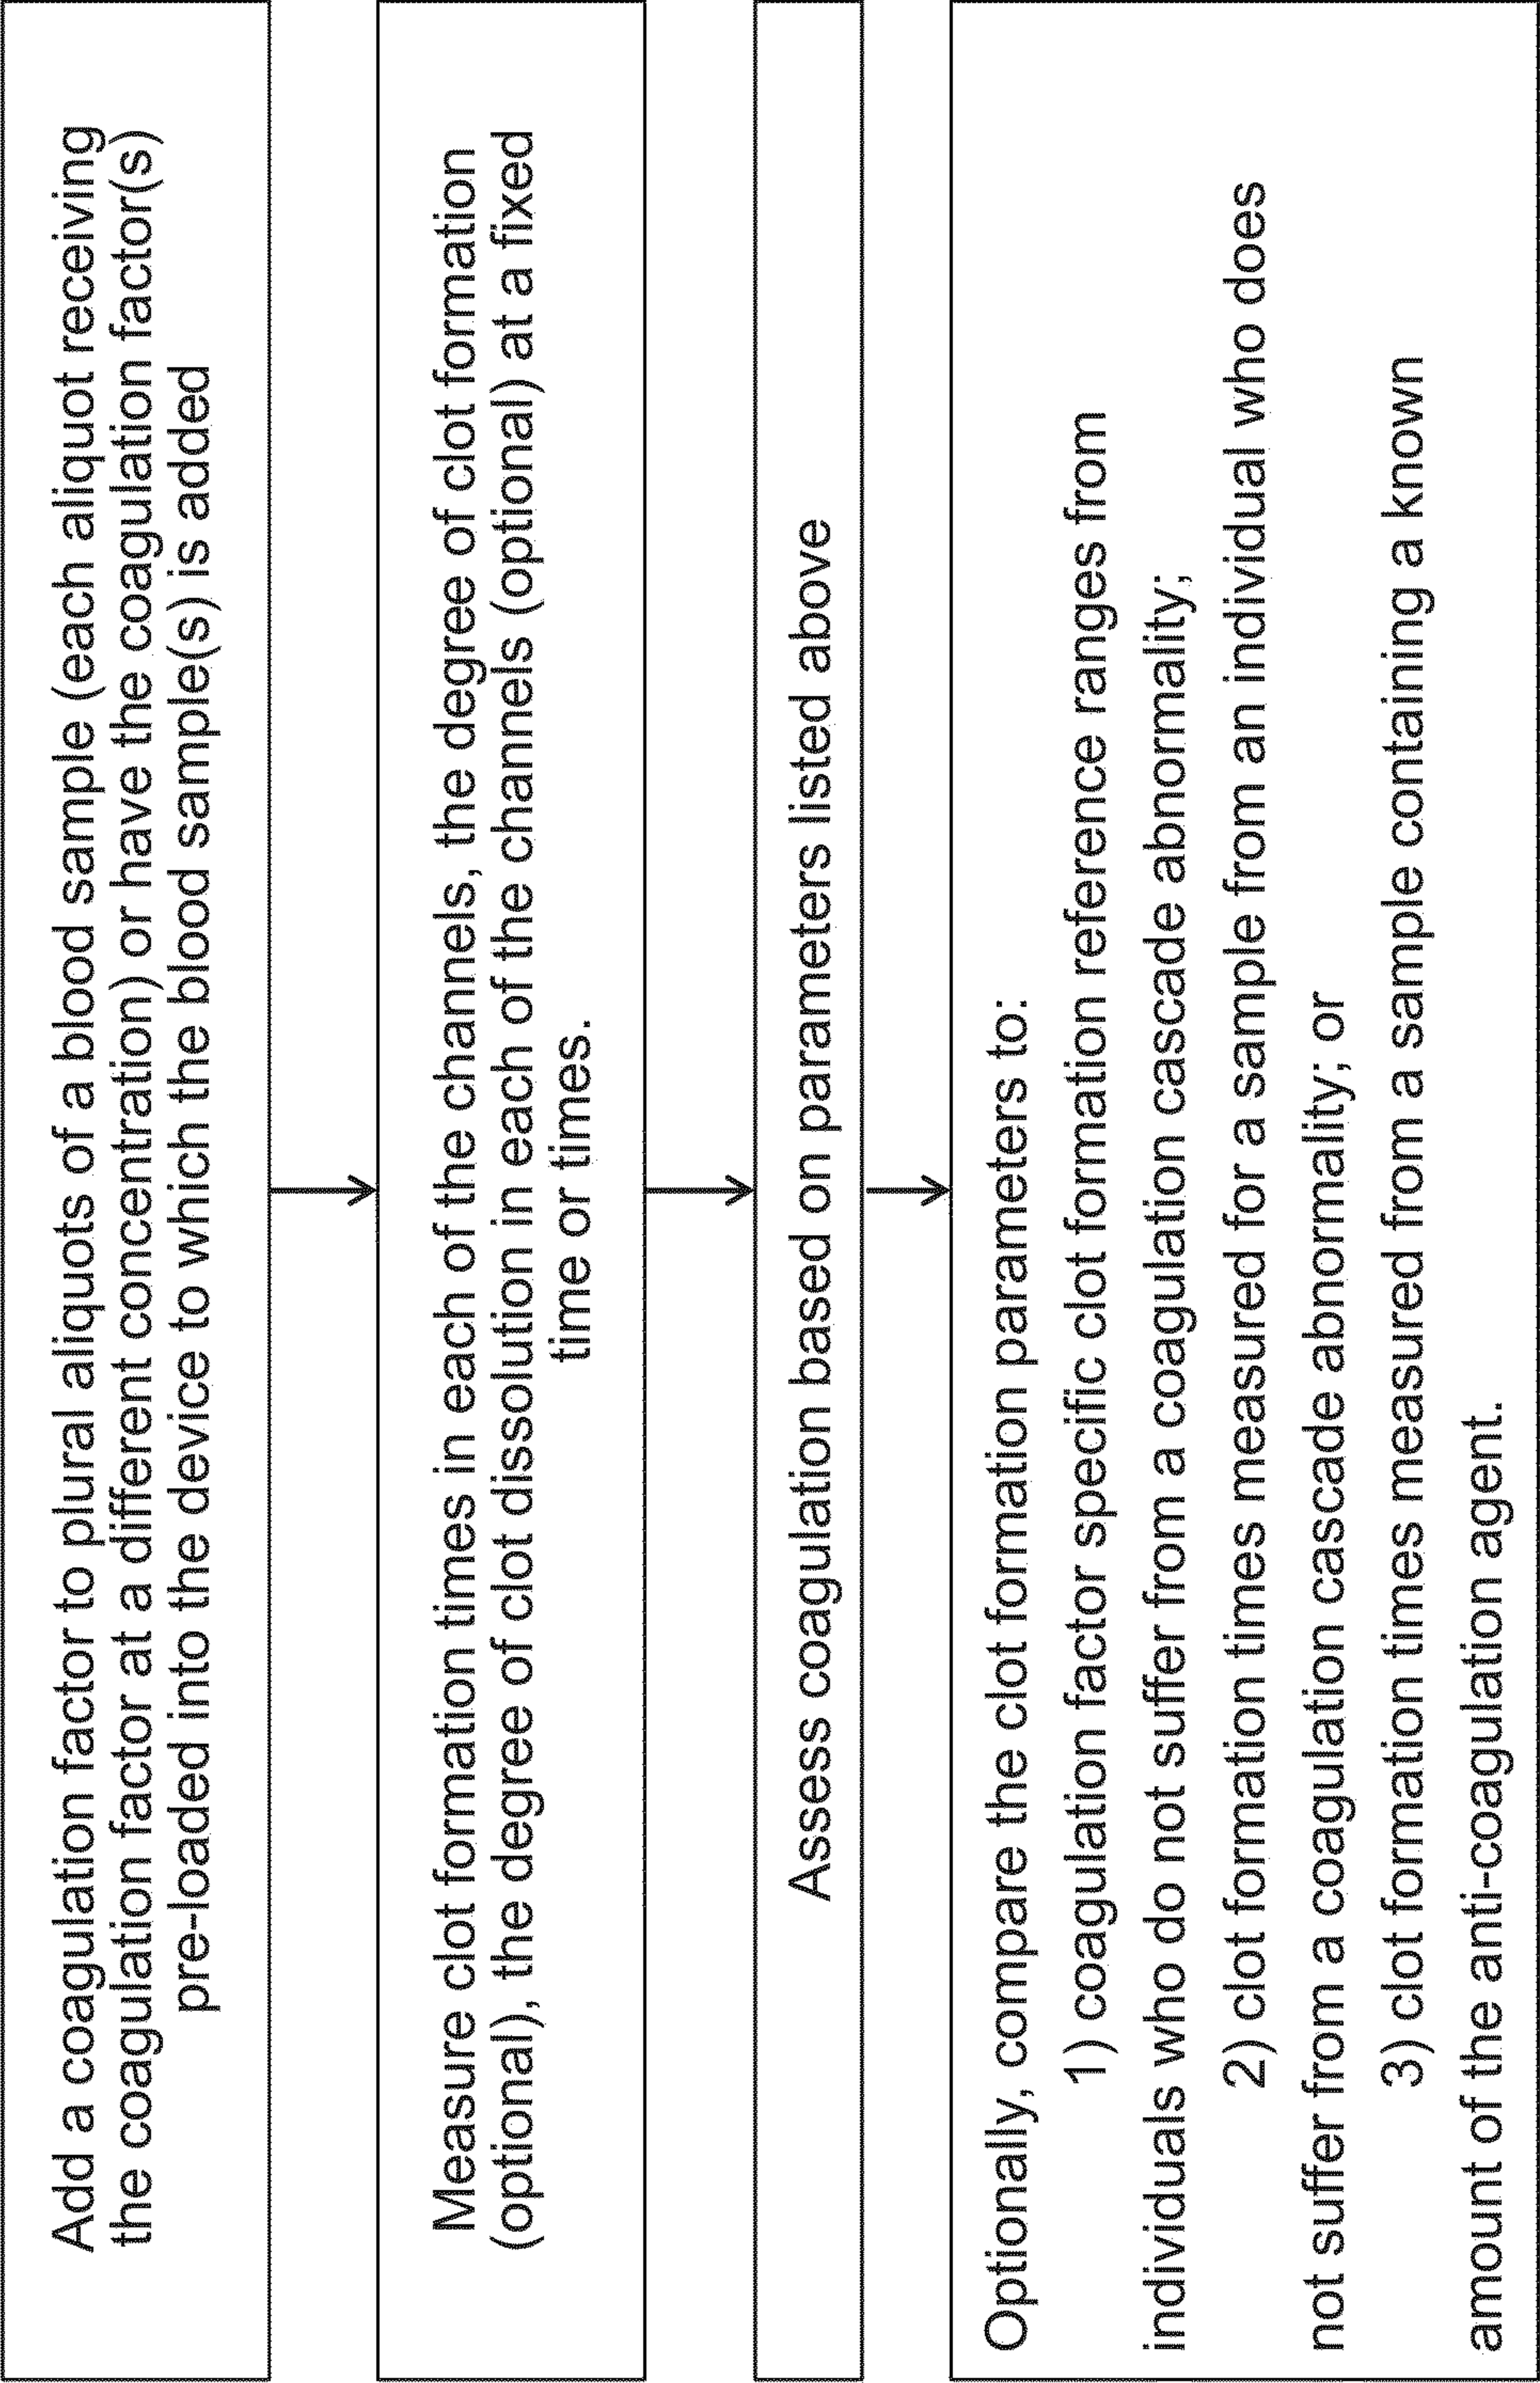 Add a coagulation factor to plural aliquots of a blood sample (each aliquot receiving
the coagulation factor at a different concentration) or have the coagulation factor(s)
pre-loaded into the device to which the blood sample(s) is added
Measure clot formation times in each of the channels, the degree of clot formation
(optional), the degree of clot dissolution in each of the channels (optional) at a fixed
time or times.
Assess coagulation based on parameters listed above
Optionally, compare the clot formation parameters to:
1) coagulation factor specific clot formation reference ranges from
individuals who do not suffer from a coagulation cascade abnormality;
2) clot formation times measured for a sample from an individual who does
not suffer from a coagulation cascade abnormality; or
3) clot formation times measured from a sample containing a known
amount of the anti-coagulation agent.